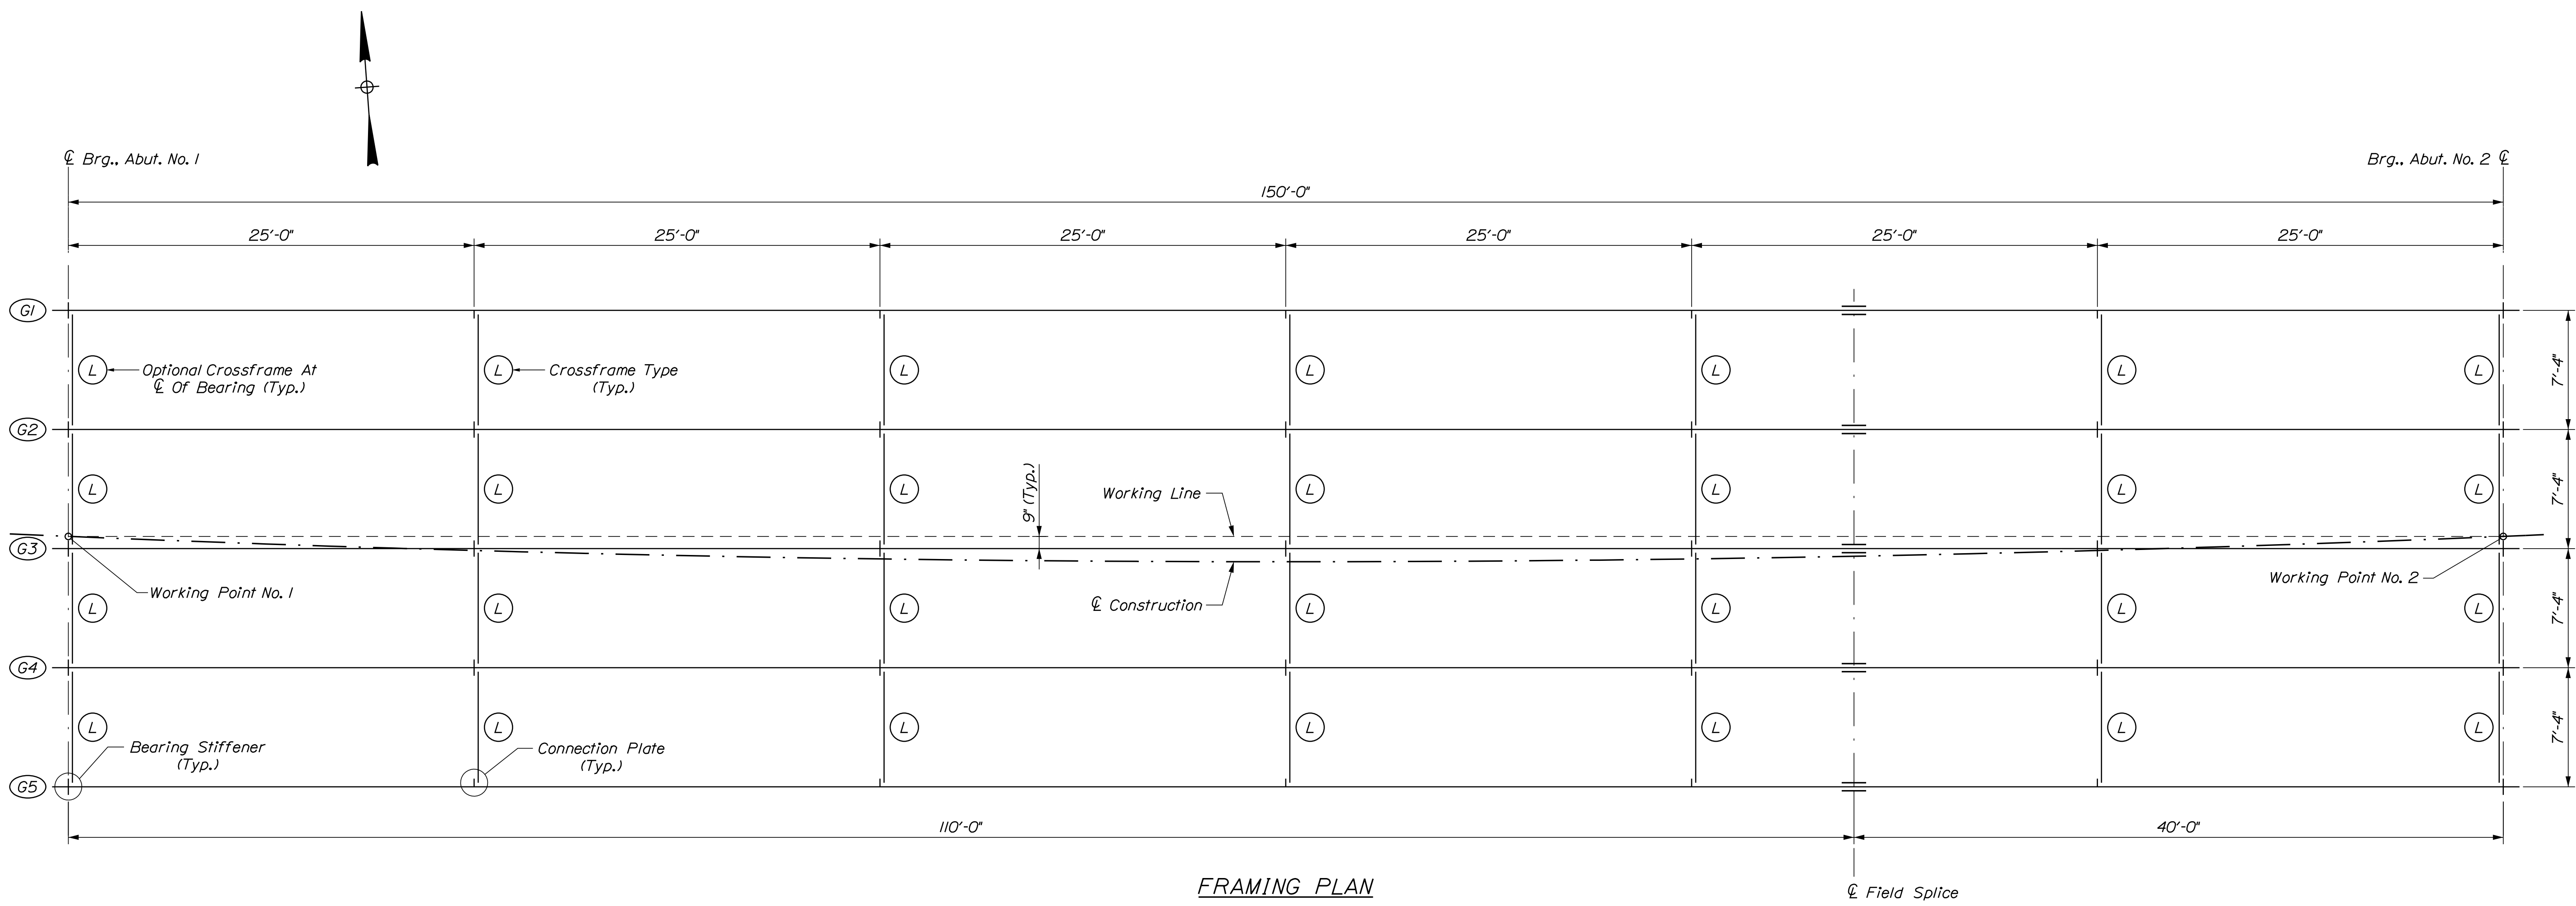 ℄ Brg., Abut. No. 1
Brg., Abut. No. 2 ℄
150'-0"
25'-0" 25'-0" 25'-0" 25'-0" 25'-0" 25'-0"
G1
L Optional Crossframe At
℄ Of Bearing (Typ.)
L Crossframe Type
(Typ.)
L L L L L
7'-4"
G2
L L L L L L L
7'-4"
9" (Typ.)
Working Line
G3
Working Point No. 1
℄ Construction
Working Point No. 2
L L L L L L L
7'-4"
G4
L L L L L L L
7'-4"
Bearing Stiffener
(Typ.)
Connection Plate
(Typ.)
G5
110'-0" 40'-0"
FRAMING PLAN
℄ Field Splice